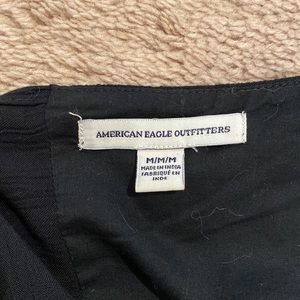 AMERICAN EAGLE OUTFITTERS
M/M/M
MADE IN INDIA
FABRIQUÉ EN
INDE